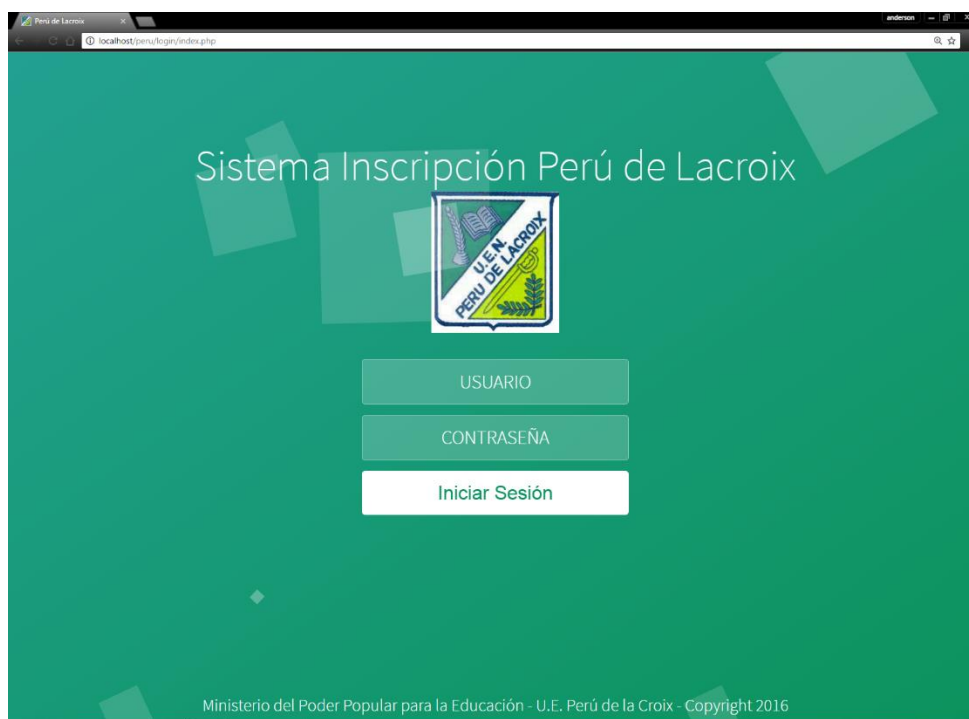 Perú de Lacroix
anderson
localhost/peru/login/index.php
Sistema Inscripción Perú de Lacroix
U.E.N.
PERU DE LACROIX
USUARIO
CONTRASEÑA
Iniciar Sesión
Ministerio del Poder Popular para la Educación - U.E. Perú de la Croix - Copyright 2016